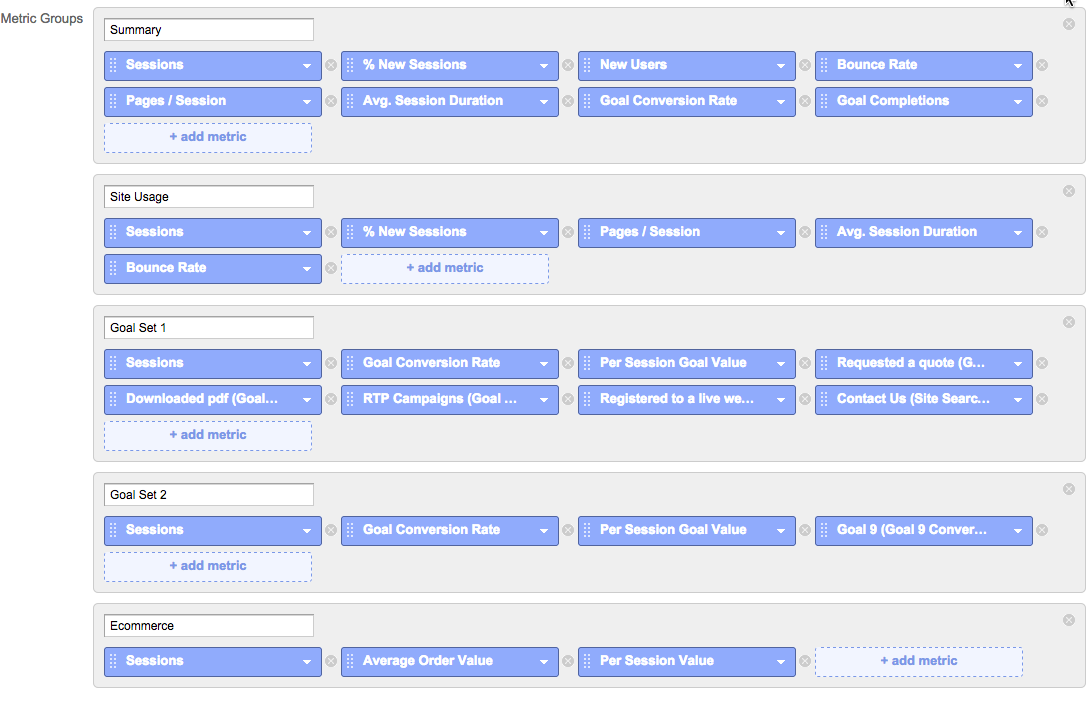 Metric Groups
Summary
Sessions % New Sessions New Users Bounce Rate
Pages / Session Avg. Session Duration Goal Conversion Rate Goal Completions
+ add metric
Site Usage
Sessions % New Sessions Pages / Session Avg. Session Duration
Bounce Rate + add metric
Goal Set 1
Sessions Goal Conversion Rate Per Session Goal Value Requested a quote (G...
Downloaded pdf (Goal... RTP Campaigns (Goal ... Registered to a live we... Contact Us (Site Searc...
+ add metric
Goal Set 2
Sessions Goal Conversion Rate Per Session Goal Value Goal 9 (Goal 9 Conver...
+ add metric
Ecommerce
Sessions Average Order Value Per Session Value + add metric